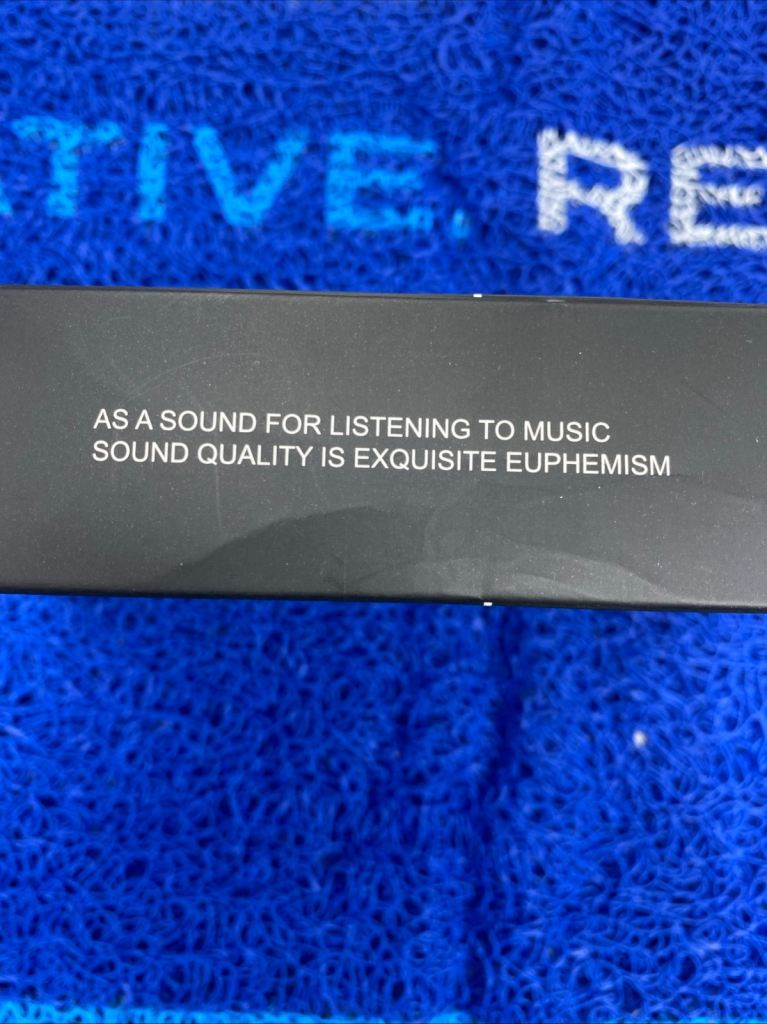 ATIVE. RE
AS A SOUND FOR LISTENING TO MUSIC
SOUND QUALITY IS EXQUISITE EUPHEMISM